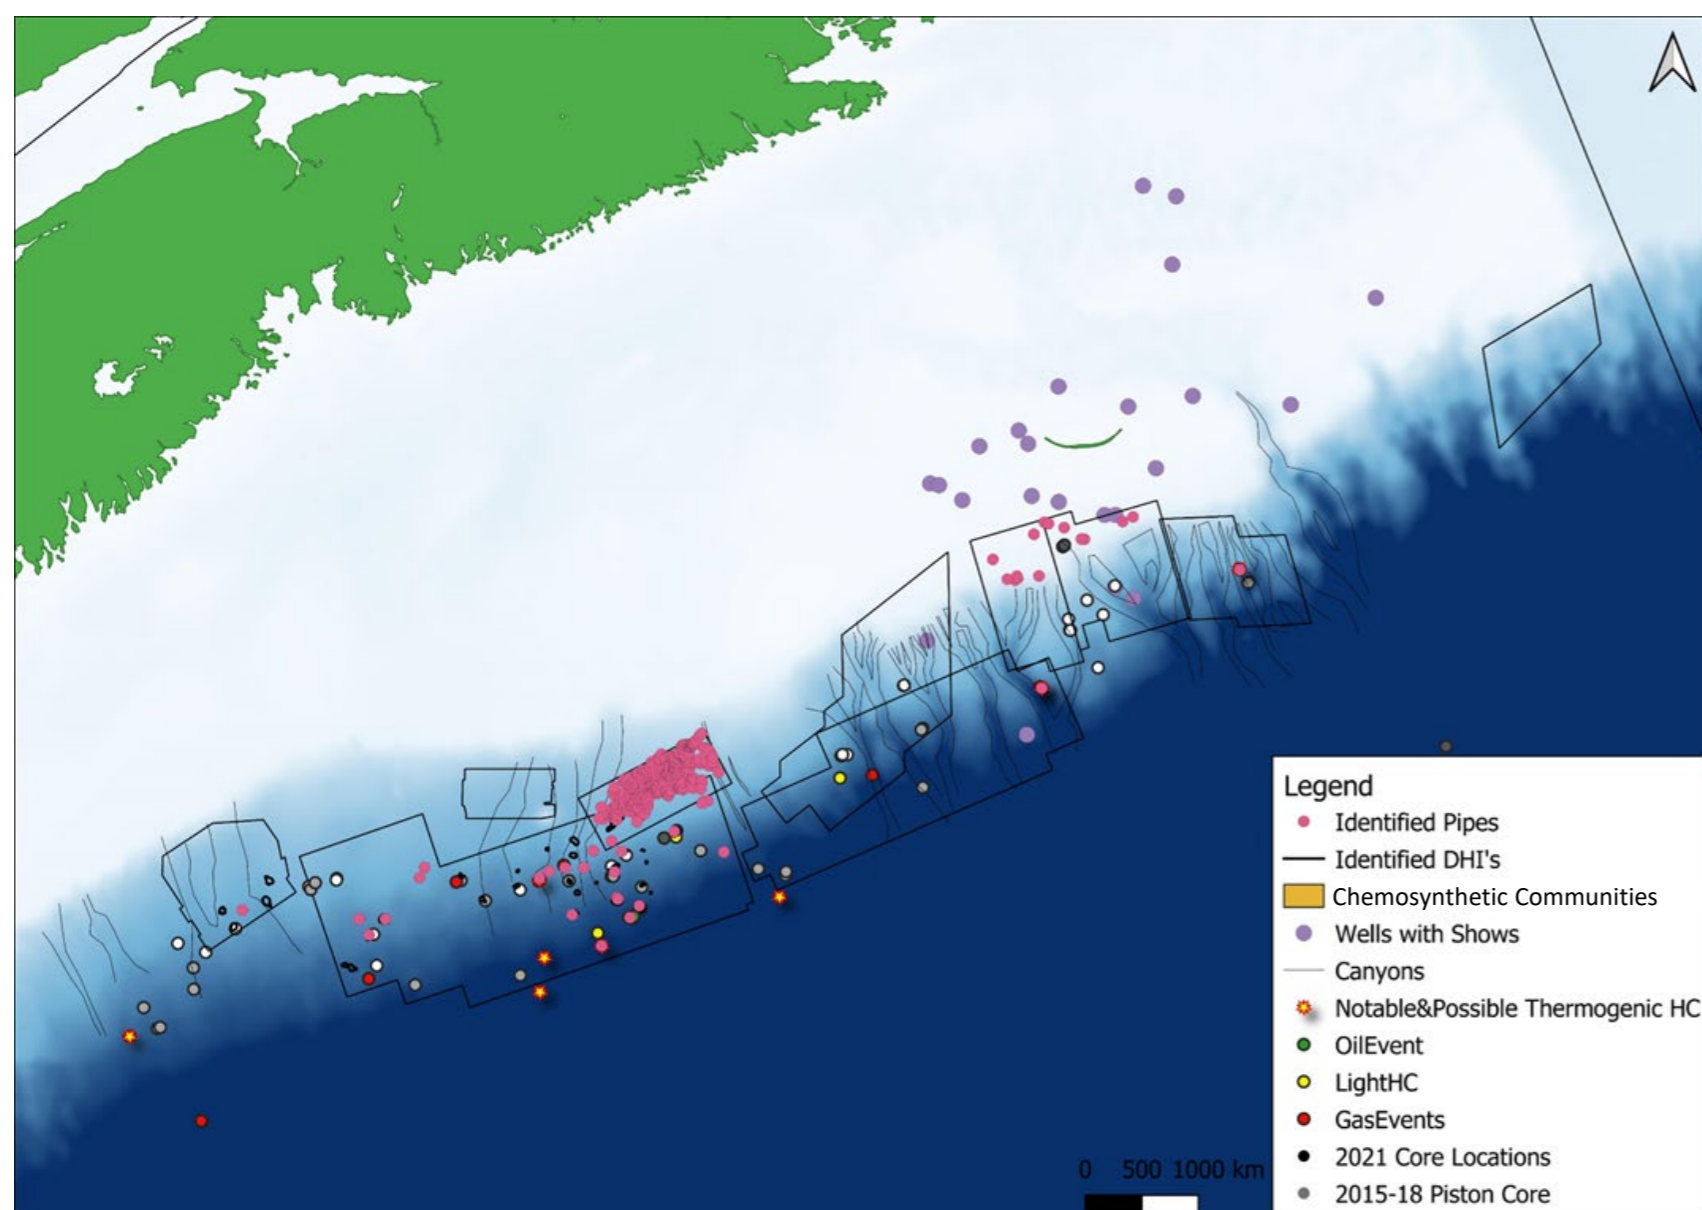 Legend
Identified Pipes
Identified DHI's
Chemosynthetic Communities
Wells with Shows
Canyons
Notable&Possible Thermogenic HC
OilEvent
LightHC
GasEvents
2021 Core Locations
2015-18 Piston Core
0 500 1000 km